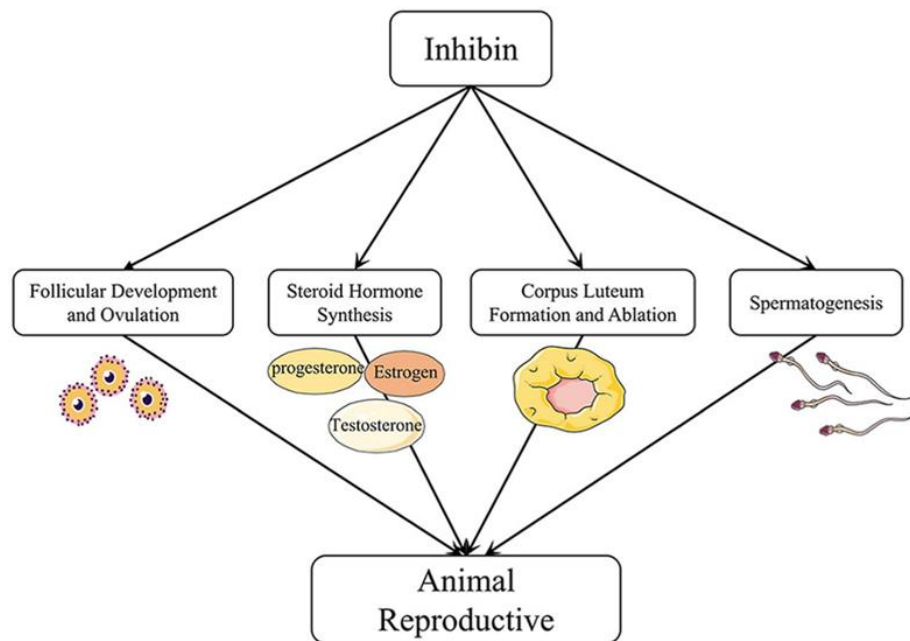 Inhibin
Follicular Development
and Ovulation
Steroid Hormone
Synthesis
Corpus Luteum
Formation and Ablation
Spermatogenesis
progesterone
Estrogen
Testosterone
Animal
Reproductive